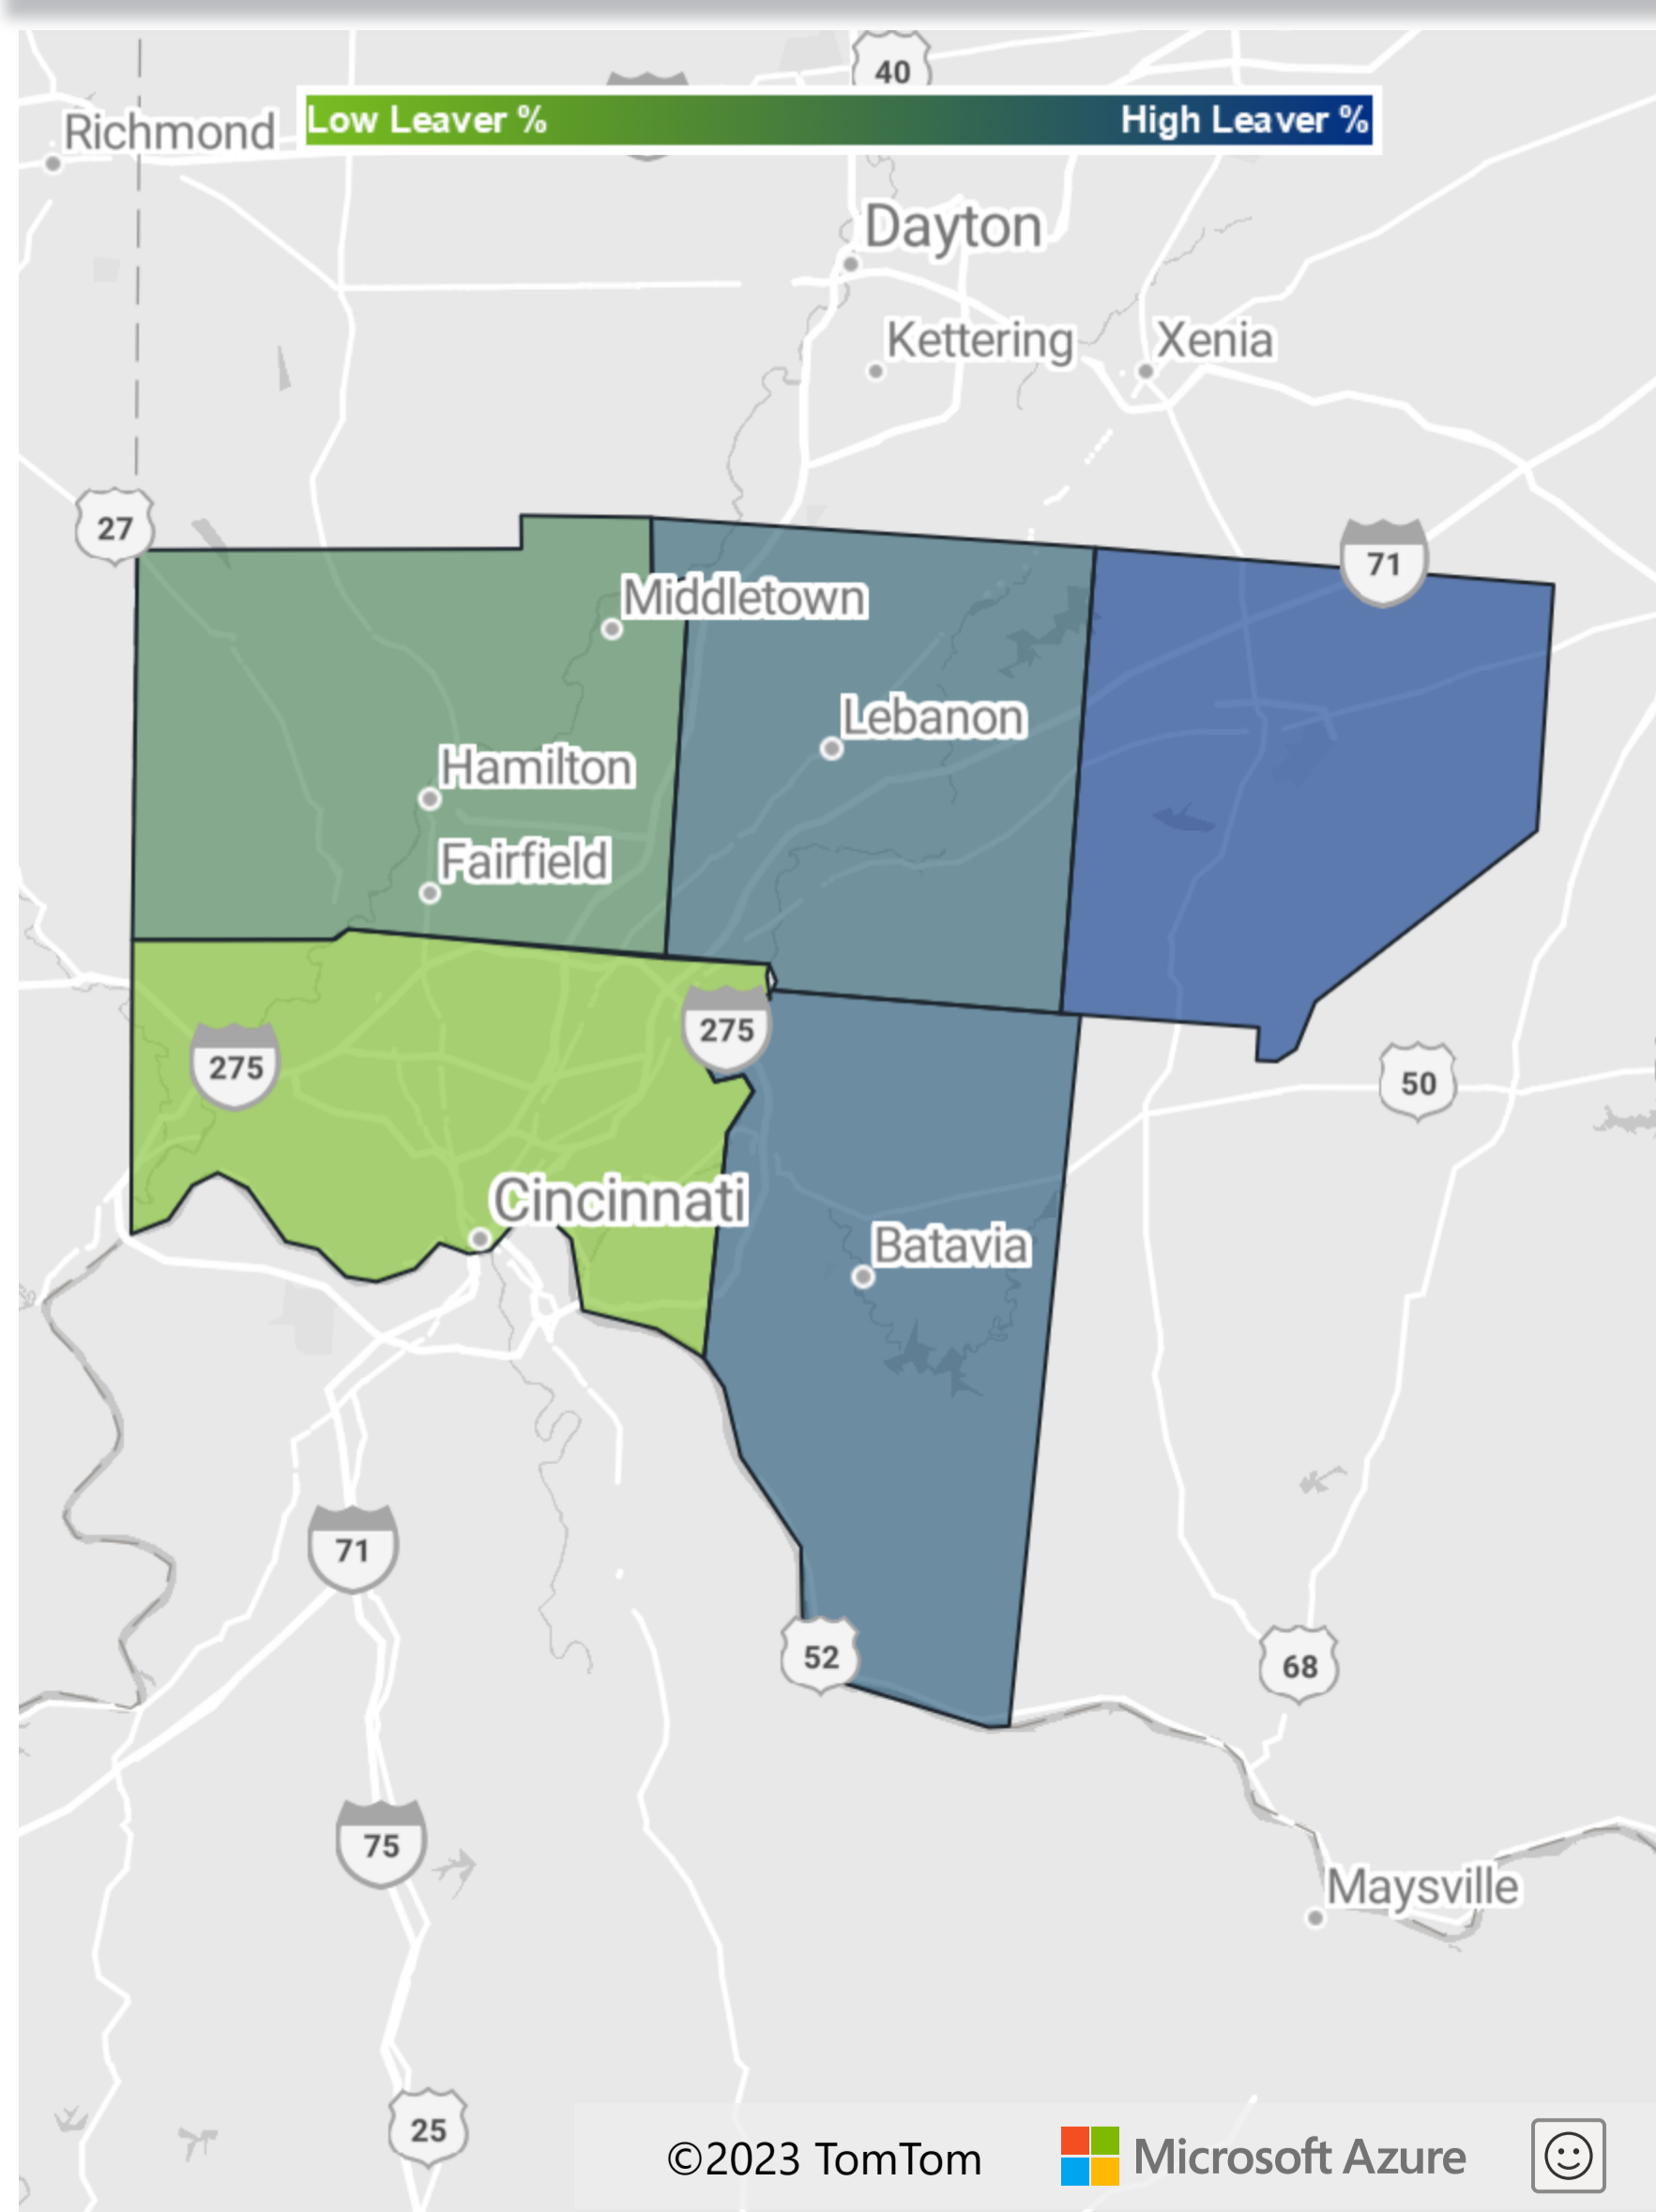 40
Low Leaver %
High Leaver %
Richmond
Dayton
Kettering
Xenia
27
71
Middletown
Lebanon
Hamilton
Fairfield
275
275
50
Cincinnati
Batavia
71
52
68
75
Maysville
25
©2023 TomTom
Microsoft Azure